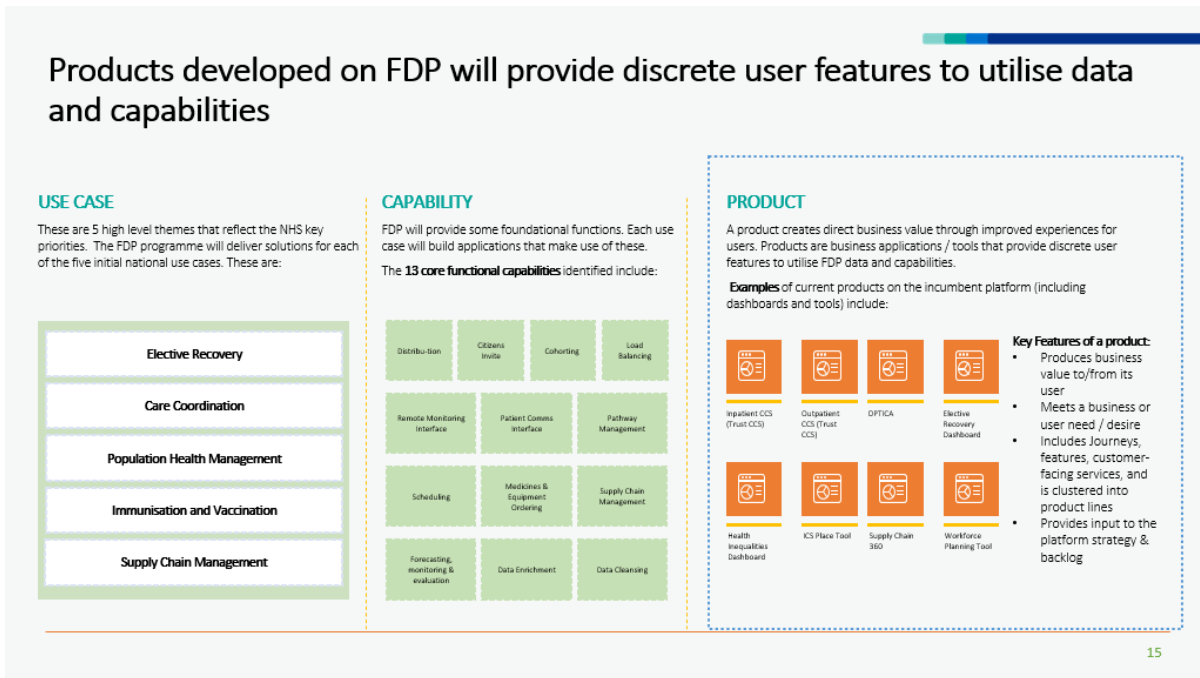 Products developed on FDP will provide discrete user features to utilise data
and capabilities
USE CASE
These are 5 high level themes that reflect the NHS key
priorities. The FDP programme will deliver solutions for each
of the five initial national use cases. These are:
Elective Recovery
Care Coordination
Population Health Management
Immunisation and Vaccination
Supply Chain Management
CAPABILITY
FDP will provide some foundational functions. Each use
case will build applications that make use of these.
The 13 core functional capabilities identified include:
Distribu-tion
Citizens
Invite
Cohorting
Load
Balancing
Remote Monitoring
Interface
Patient Comms
Interface
Pathway
Management
Scheduling
Medicines &
Equipment
Ordering
Supply Chain
Management
Forecasting,
monitoring &
evaluation
Data Enrichment
Data Cleansing
PRODUCT
A product creates direct business value through improved experiences for
users. Products are business applications / tools that provide discrete user
features to utilise FDP data and capabilities.
Examples of current products on the incumbent platform (including
dashboards and tools) include:
Inpatient CCS
(Trust CCS)
Outpatient
CCS (Trust
CCS)
OPTICA
Elective
Recovery
Dashboard
Health
Inequalities
Dashboard
ICS Place Tool
Supply Chain
360
Workforce
Planning Tool
Key Features of a product:
• Produces business
value to/from its
user
• Meets a business or
user need / desire
• Includes Journeys,
features, customer-
facing services, and
is clustered into
product lines
• Provides input to the
platform strategy &
backlog
15